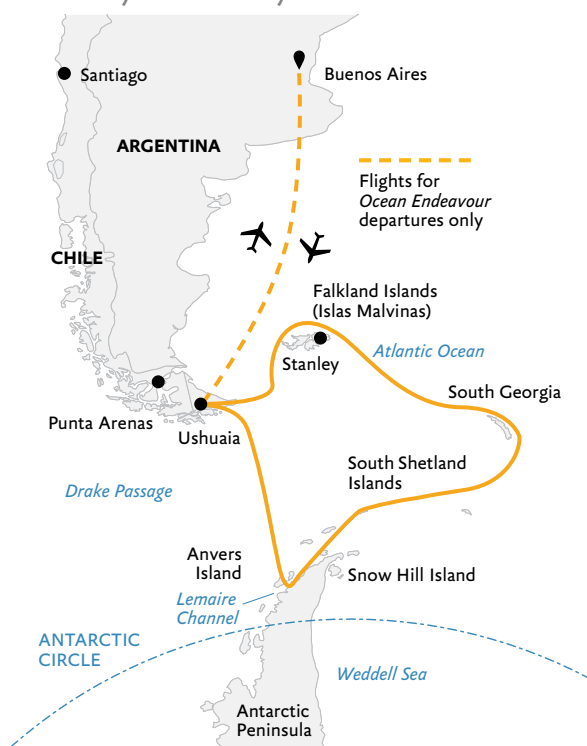 Santiago
Buenos Aires
ARGENTINA
Flights for
Ocean Endeavour
departures only
CHILE
Falkland Islands
(Islas Malvinas)
Stanley
Atlantic Ocean
South Georgia
Punta Arenas
Ushuaia
South Shetland
Islands
Drake Passage
Anvers
Island
Snow Hill Island
Lemaire
Channel
ANTARCTIC
CIRCLE
Weddell Sea
Antarctic
Peninsula